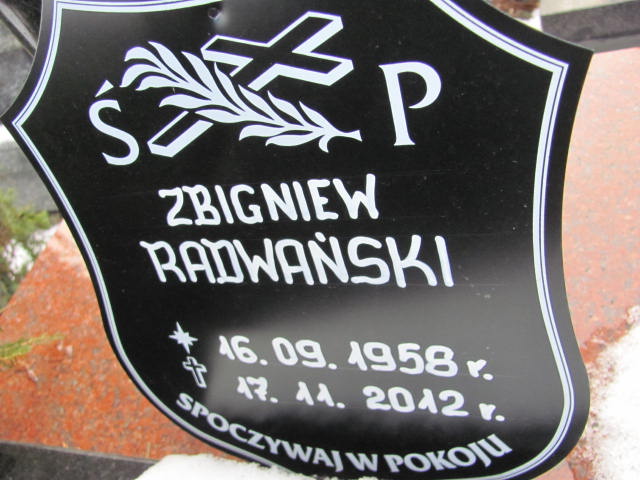 Ś P
ZBIGNIEW
RADWAŃSKI
16.09.1958 r.
17.11.2012 r.
SPOCZYWAJ W POKOJU